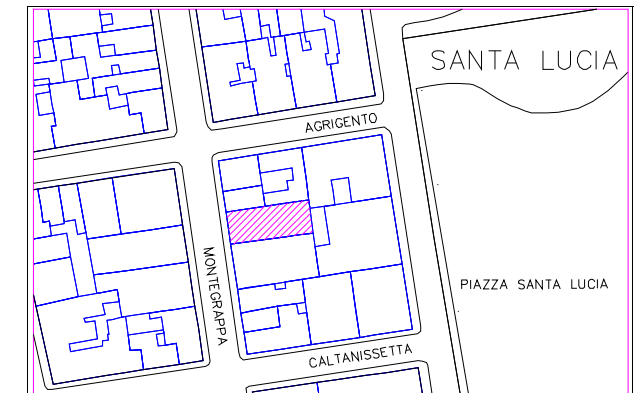 SANTA LUCIA
AGRIGENTO
MONTEGRAPPA
PIAZZA SANTA LUCIA
CALTANISSETTA